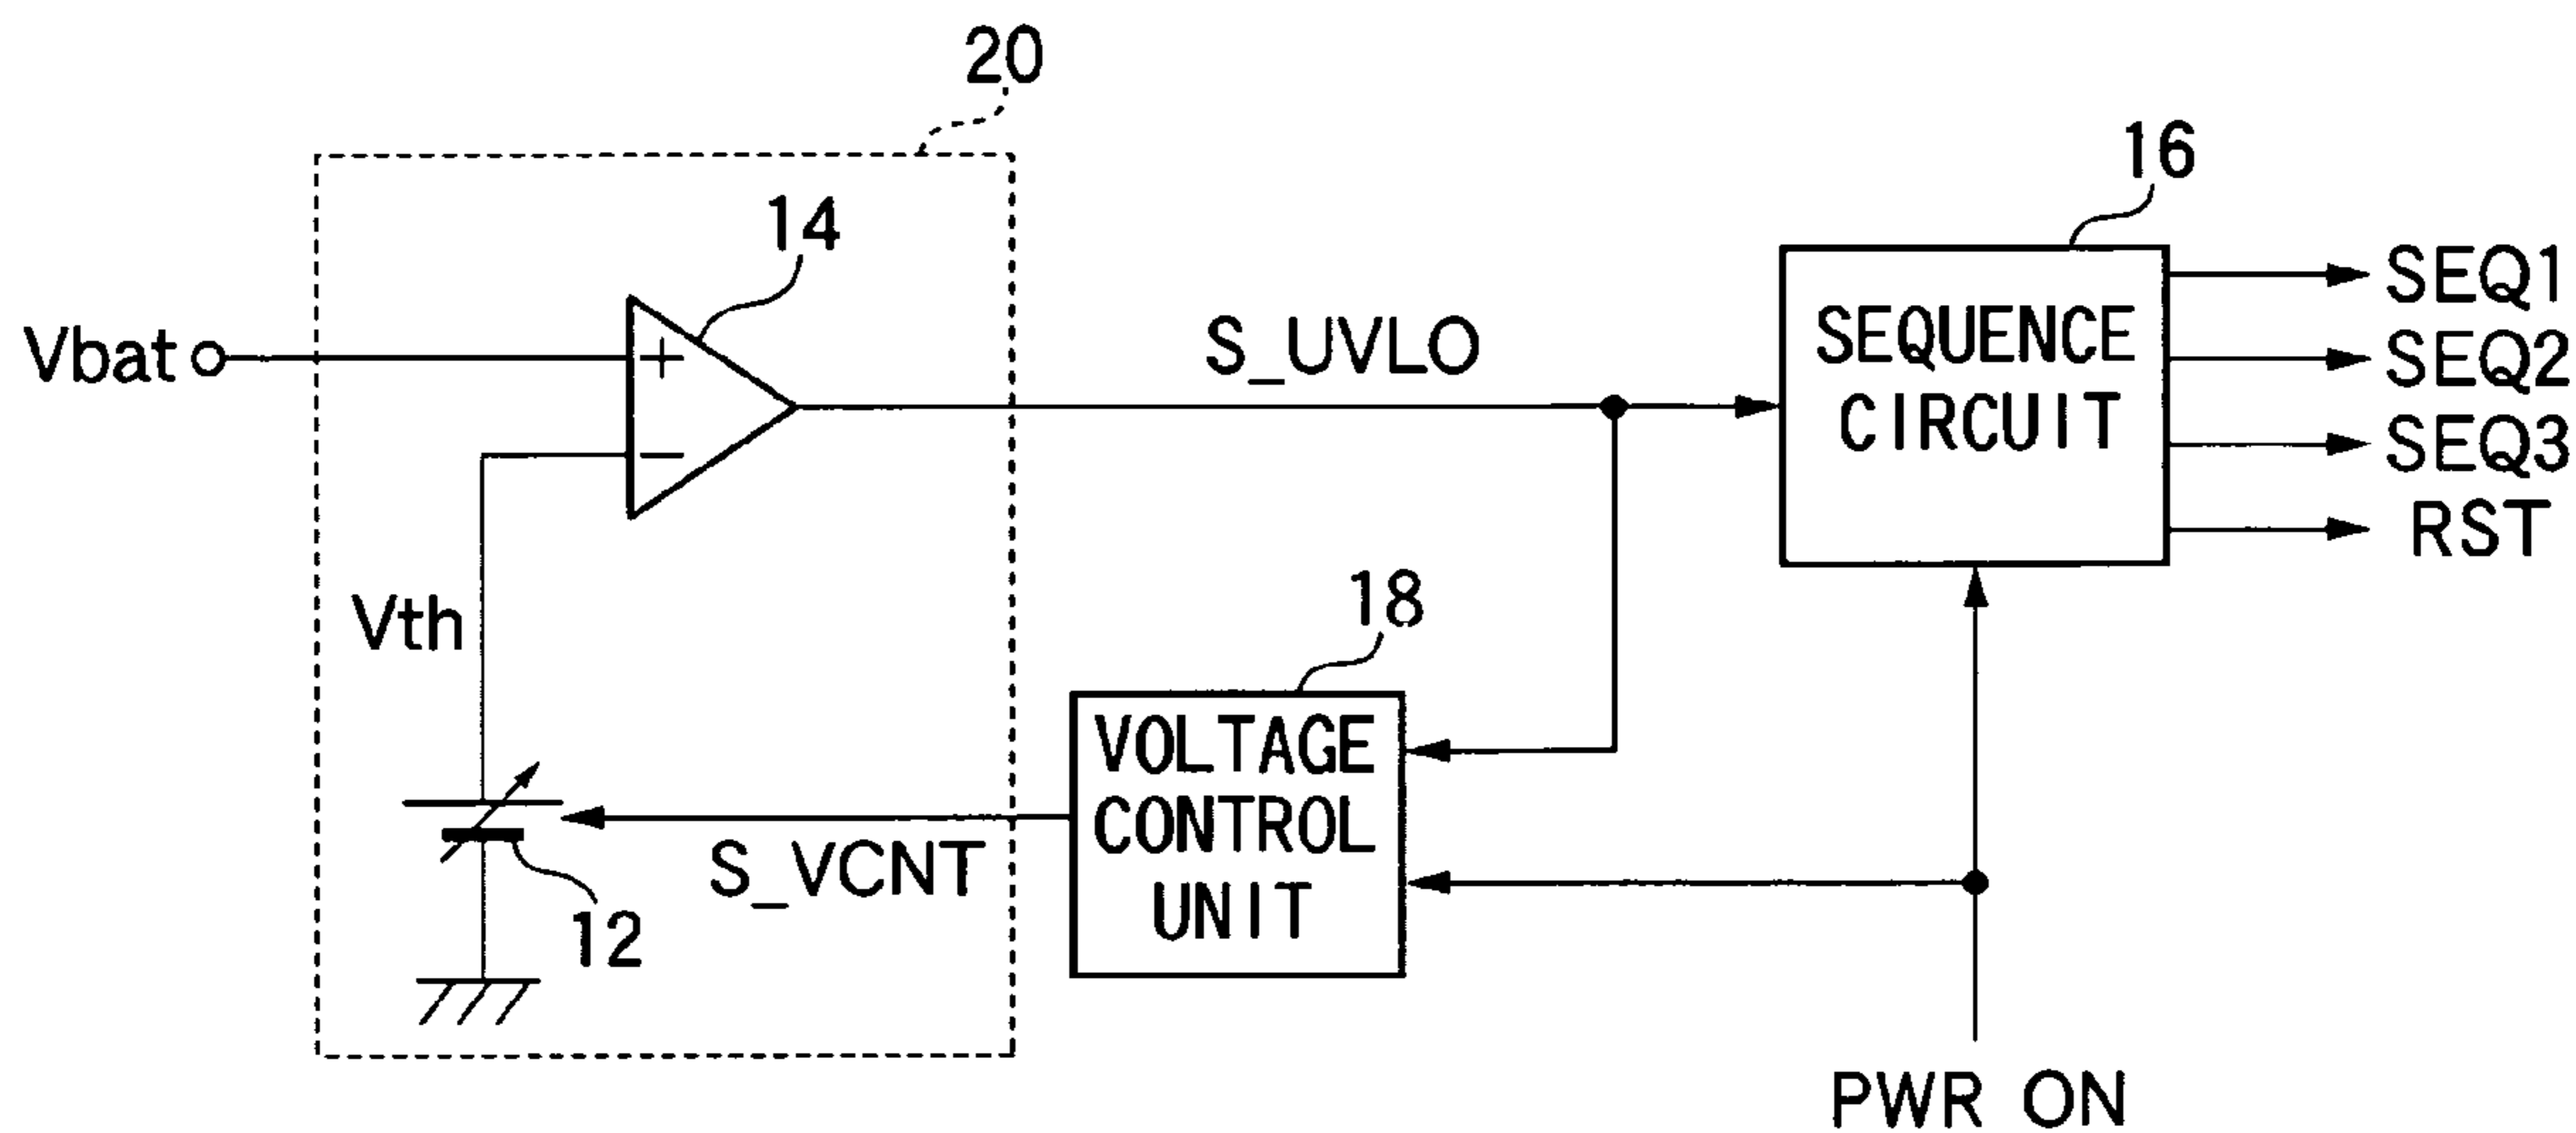 20
16
14
SEQ1
Vbat
+
S_UVLO
SEQUENCE
CIRCUIT
SEQ2
−
SEQ3
RST
Vth
18
VOLTAGE
CONTROL
UNIT
S_VCNT
12
PWR ON